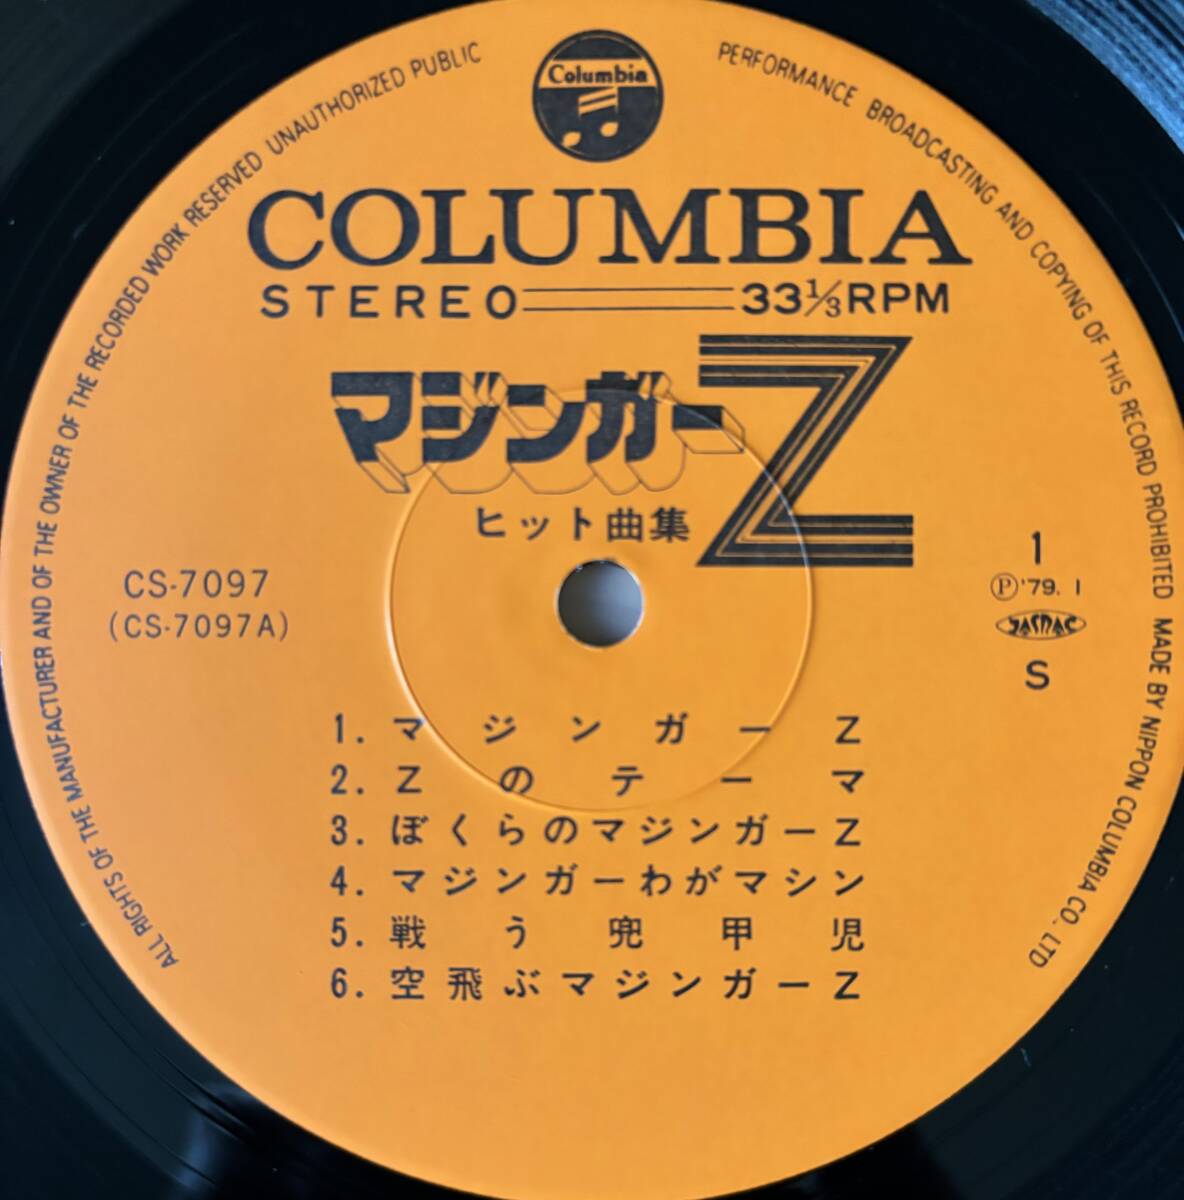 Columbia
ALL RIGHTS OF THE MANUFACTURER AND OF THE OWNER OF THE RECORDED WORK RESERVED UNAUTHORIZED PUBLIC PERFORMANCE BROADCASTING AND COPYING OF THIS RECORD PROHIBITED MADE BY NIPPON COLUMBIA CO., LTD
COLUMBIA
STEREO 33⅓RPM
マジンガーZ
ヒット曲集
CS-7097
(CS-7097A)
1
Ⓟ'79. 1
JASRAC
S
1. マジンガーZ
2. Zのテーマ
3. ぼくらのマジンガーZ
4. マジンガーわがマシン
5. 戦う兜甲児
6. 空飛ぶマジンガーZ